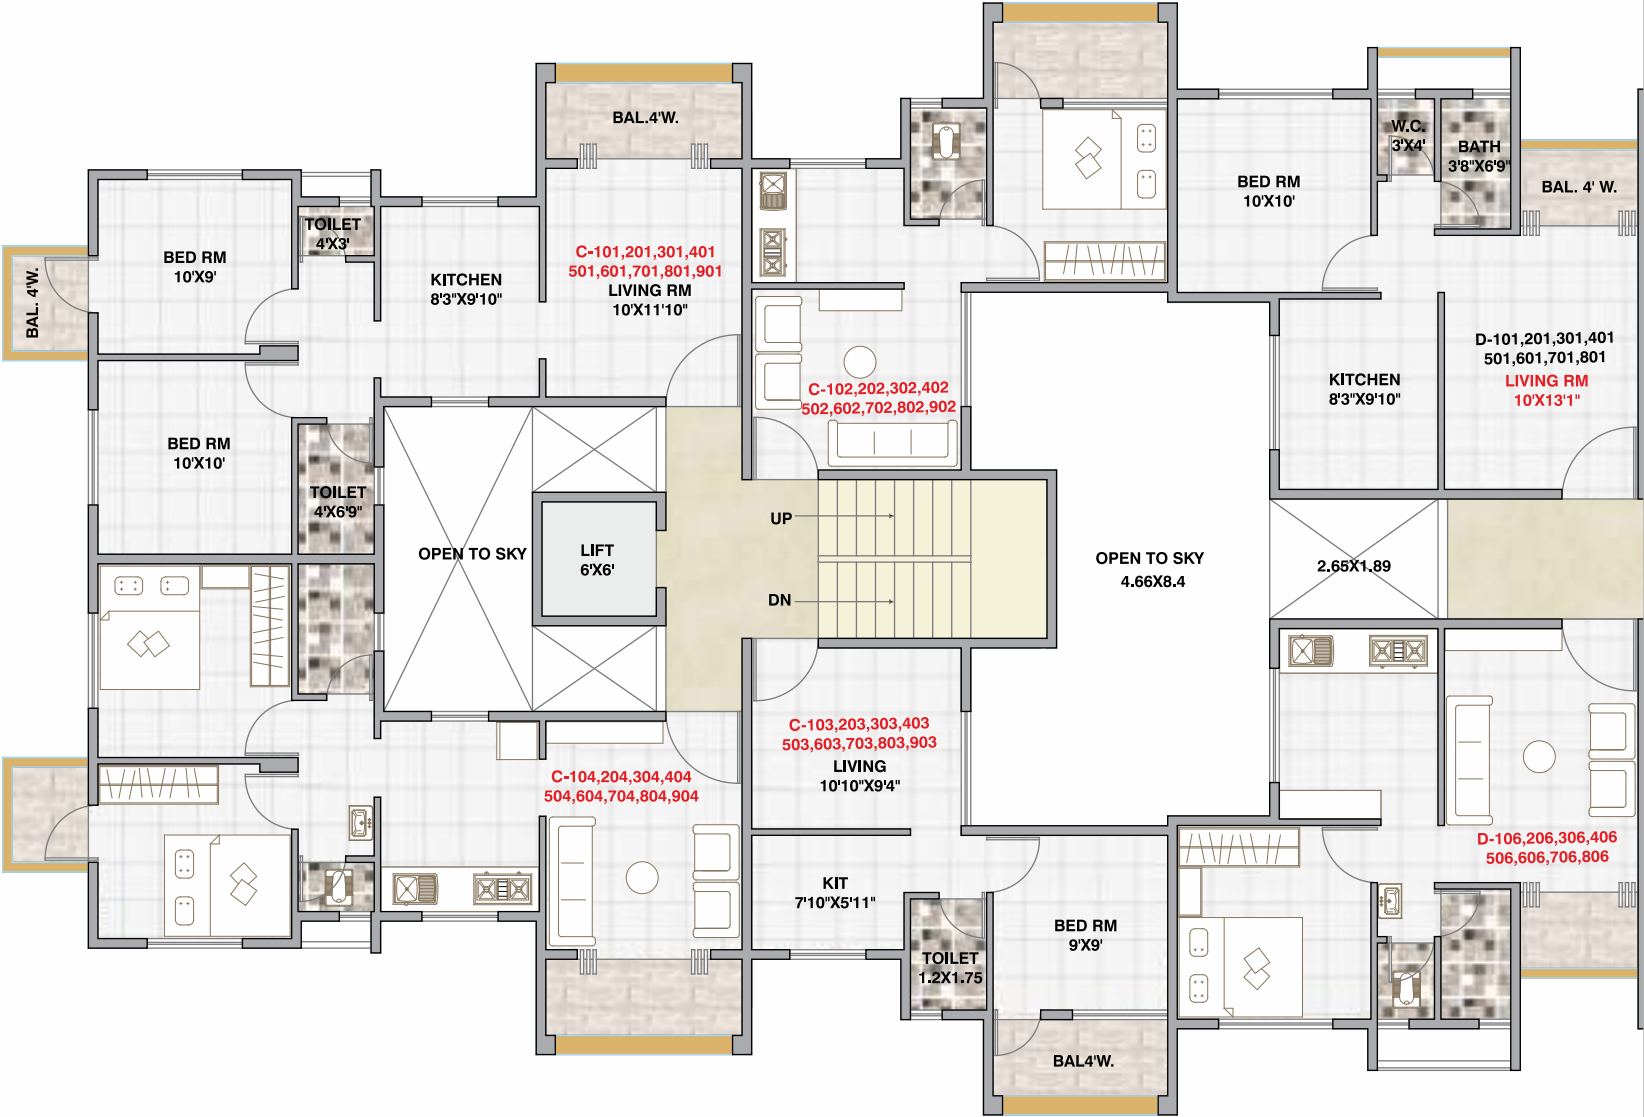 BAL.4'W.
W.C.
3'X4'
BATH
3'8"X6'9"
BED RM
10'X10'
BAL. 4' W.
TOILET
4'X3'
BED RM
10'X9'
BAL. 4'W.
KITCHEN
8'3"X9'10"
C-101,201,301,401
501,601,701,801,901
LIVING RM
10'X11'10"
C-102,202,302,402
502,602,702,802,902
D-101,201,301,401
501,601,701,801
LIVING RM
10'X13'1"
KITCHEN
8'3"X9'10"
BED RM
10'X10'
TOILET
4'X6'9"
OPEN TO SKY
LIFT
6'X6'
UP
DN
OPEN TO SKY
4.66X8.4
2.65X1.89
C-103,203,303,403
503,603,703,803,903
LIVING
10'10"X9'4"
C-104,204,304,404
504,604,704,804,904
D-106,206,306,406
506,606,706,806
KIT
7'10"X5'11"
BED RM
9'X9'
TOILET
1.2X1.75
BAL4'W.